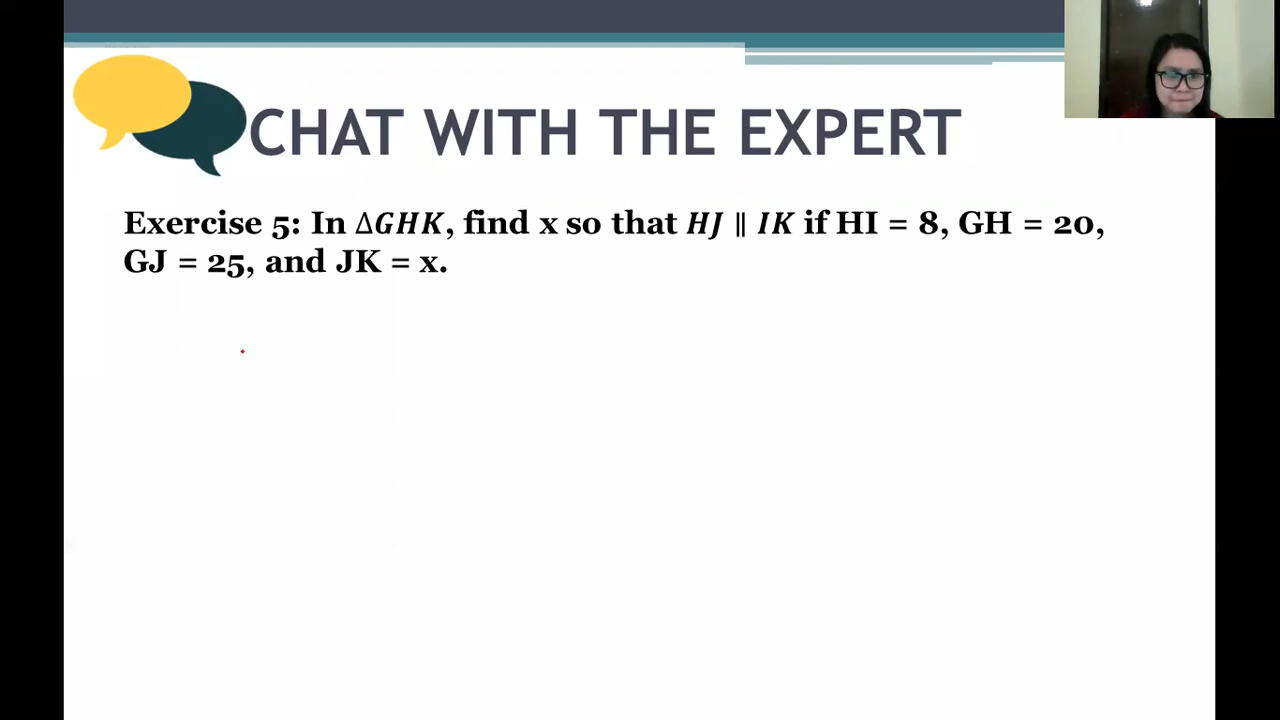 CHAT WITH THE EXPERT
Exercise 5: In Δ𝐺𝐻𝐾, find x so that 𝐻𝐽 ∥ 𝐼𝐾 if HI = 8, GH = 20,
GJ = 25, and JK = x.